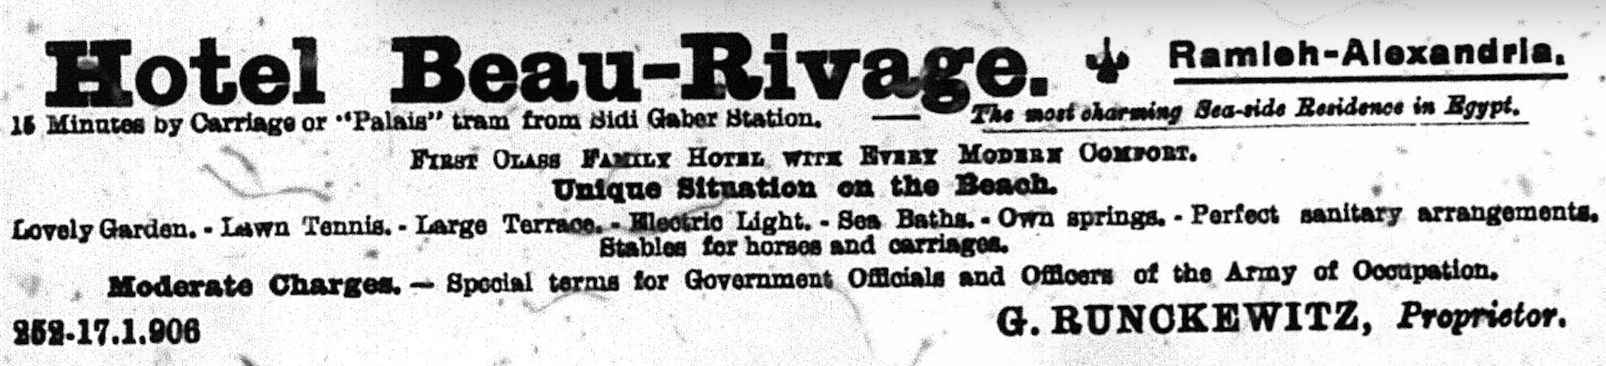 Hotel Beau-Rivage. Ramleh-Alexandria.
15 Minutes by Carriage or "Palais" tram from Sidi Gaber Station. — The most charming Sea-side Residence in Egypt.
FIRST CLASS FAMILY HOTEL WITH EVERY MODERN COMFORT.
Unique Situation on the Beach.
Lovely Garden. - Lawn Tennis. - Large Terrace. - Electric Light. - Sea Baths. - Own springs. - Perfect sanitary arrangements.
Stables for horses and carriages.
Moderate Charges. — Special terms for Government Officials and Officers of the Army of Occupation.
G. RUNCKEWITZ, Proprietor.
252-17.1.906